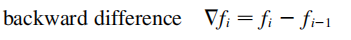 backward difference ∇fᵢ = fᵢ − fᵢ₋₁